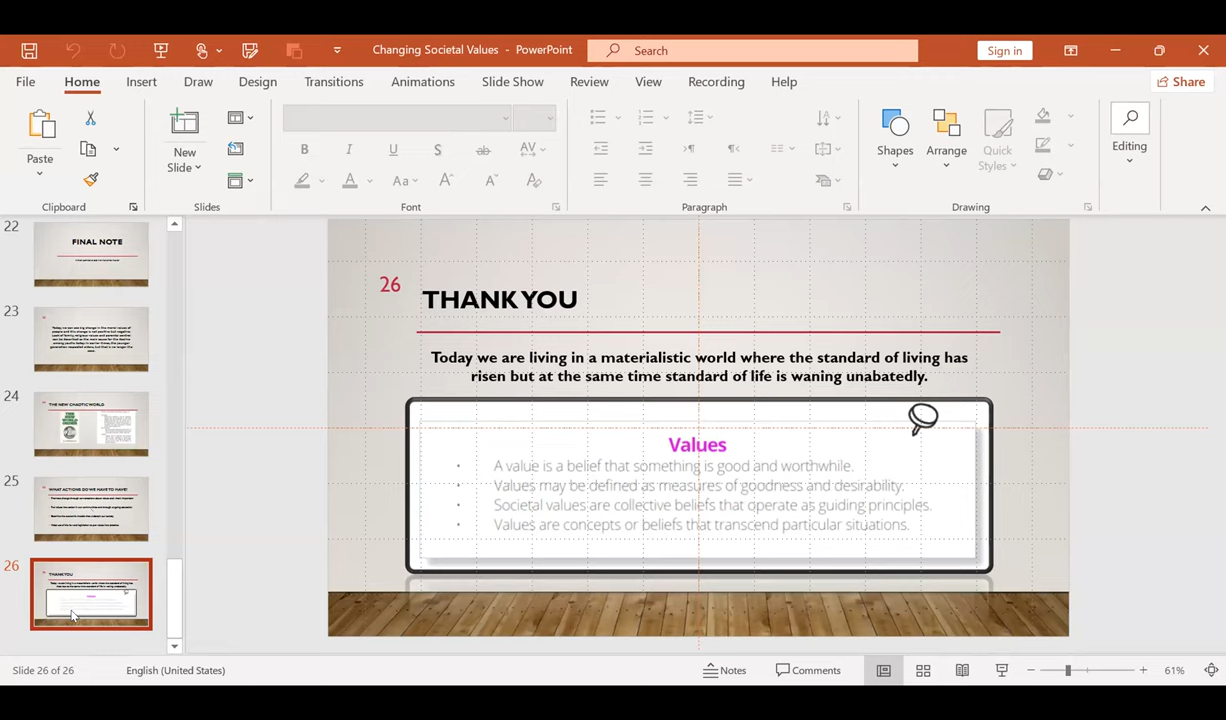 Changing Societal Values - PowerPoint
Search
Sign in
File Home Insert Draw Design Transitions Animations Slide Show Review View Recording Help
Share
Paste
New
Slide
B I U S ab AV
A Aa A A
Shapes
Arrange
Quick
Styles
Editing
Clipboard Slides Font Paragraph Drawing
22
FINAL NOTE
23
24
THE NEW CHAOTIC WORLD
25
WHAT ACTIONS DO WE HAVE TO HAVE?
26
THANK YOU
26
THANK YOU
Today we are living in a materialistic world where the standard of living has
risen but at the same time standard of life is waning unabatedly.
Values
• A value is a belief that something is good and worthwhile.
• Values may be defined as measures of goodness and desirability.
• Societal values are collective beliefs that operate as guiding principles.
• Values are concepts or beliefs that transcend particular situations.
Slide 26 of 26 English (United States) Notes Comments 61%